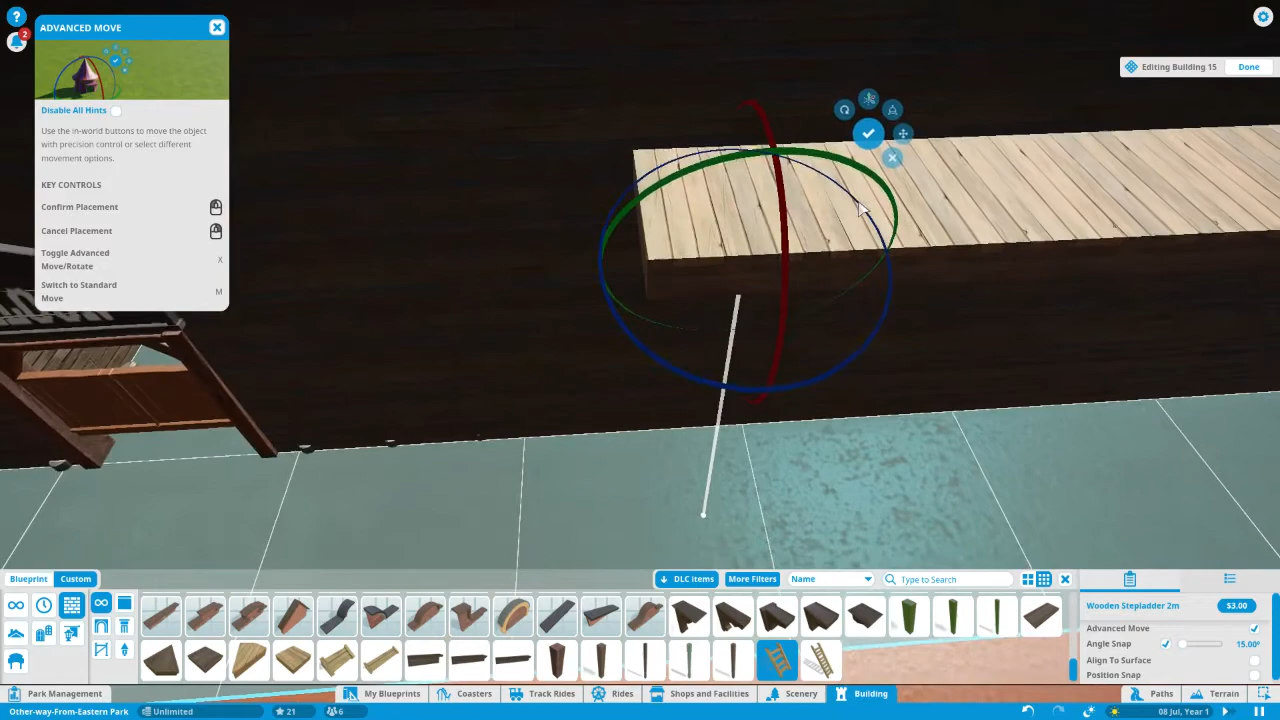 ?
2
ADVANCED MOVE
Disable All Hints
Use the in-world buttons to move the object
with precision control or select different
movement options.
KEY CONTROLS
Confirm Placement
Cancel Placement
Toggle Advanced
Move/Rotate X
Switch to Standard
Move M
Editing Building 15 Done
Blueprint Custom
DLC items More Filters Name Type to Search
Wooden Stepladder 2m $3.00
Advanced Move
Angle Snap 15.00º
Align To Surface
Position Snap
Park Management My Blueprints Coasters Track Rides Rides Shops and Facilities Scenery Building Paths Terrain
Other-way-From-Eastern Park Unlimited 21 6 08 Jul, Year 1